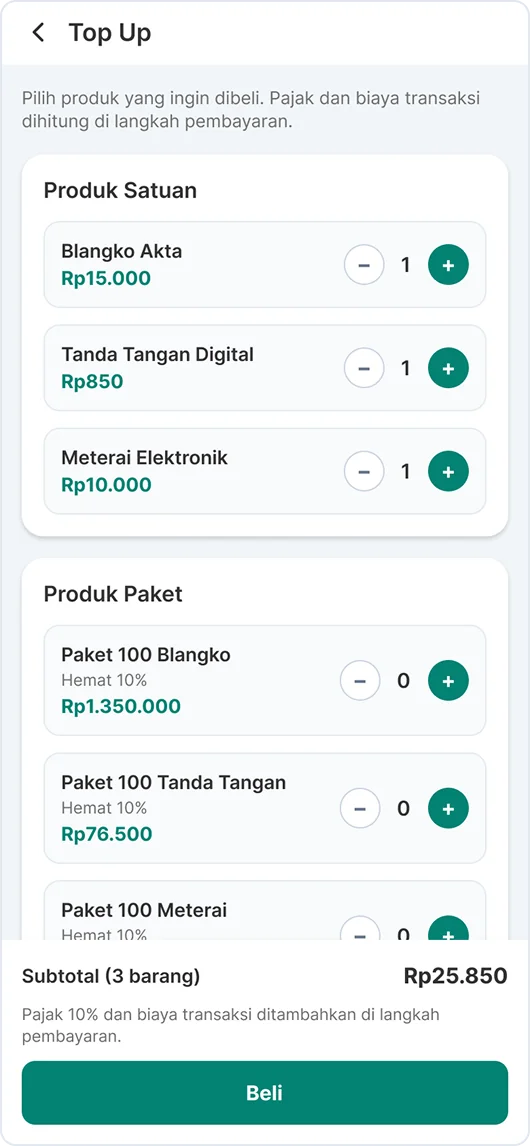 Top Up
Pilih produk yang ingin dibeli. Pajak dan biaya transaksi
dihitung di langkah pembayaran.
Produk Satuan
Blangko Akta
Rp15.000
− 1 +
Tanda Tangan Digital
Rp850
− 1 +
Meterai Elektronik
Rp10.000
− 1 +
Produk Paket
Paket 100 Blangko
Hemat 10%
Rp1.350.000
− 0 +
Paket 100 Tanda Tangan
Hemat 10%
Rp76.500
− 0 +
Paket 100 Meterai
Hemat 10%
− 0 +
Subtotal (3 barang)
Rp25.850
Pajak 10% dan biaya transaksi ditambahkan di langkah
pembayaran.
Beli